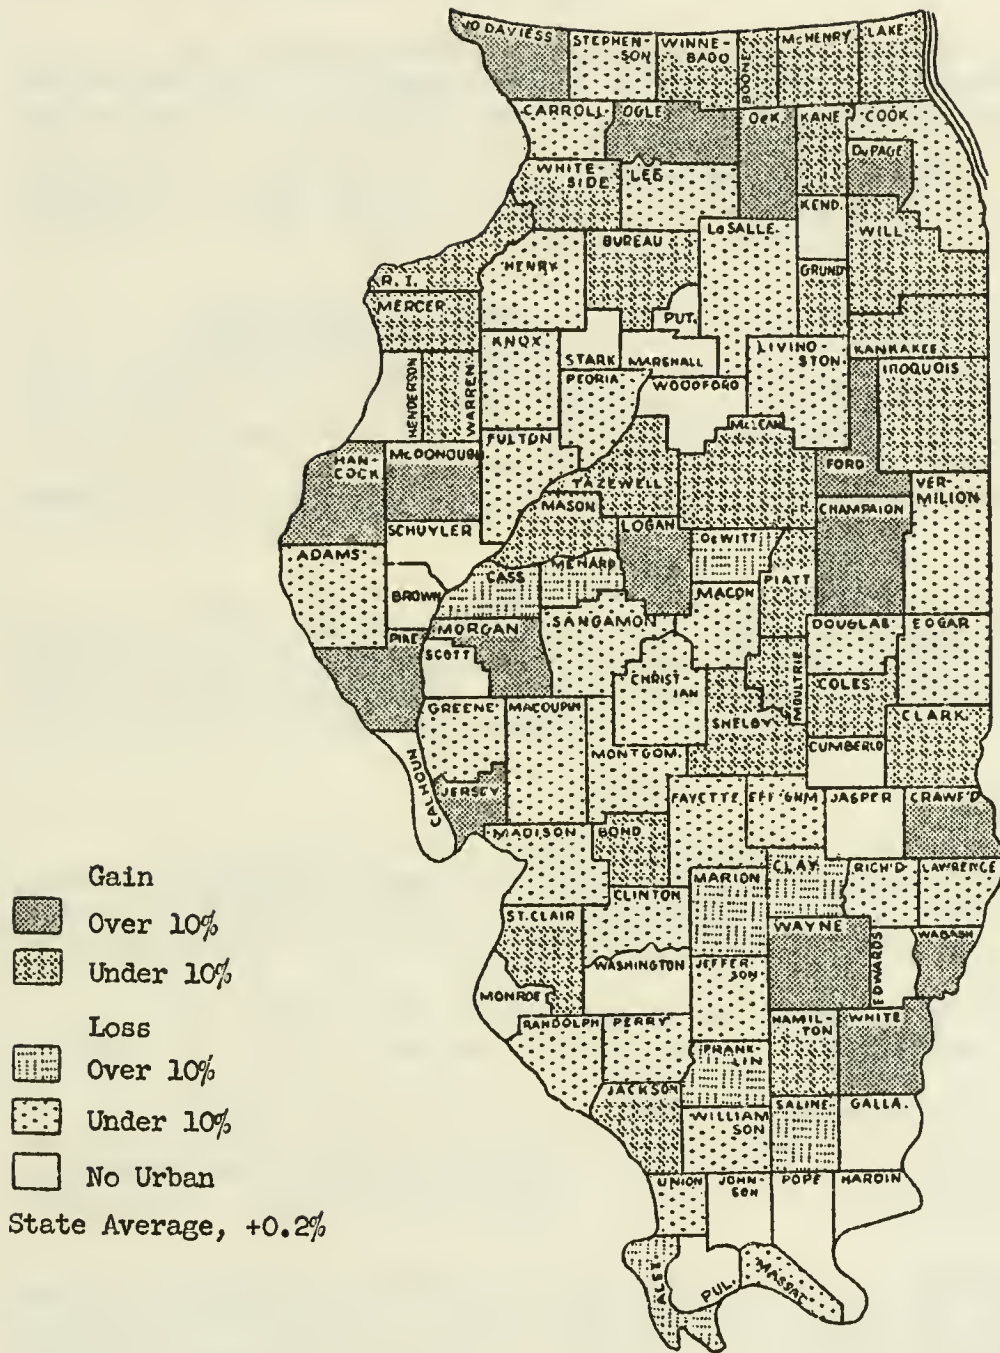 JO DAVIESS
STEPHEN-
SON
WINNE-
BAGO
BOONE
McHENRY
LAKE
CARROLL
OGLE
DeK.
KANE
COOK
DuPAGE
WHITE-
SIDE
LEE
KEND.
WILL
BUREAU
LaSALLE
HENRY
GRUND
R. I.
MERCER
PUT.
KNOX
STARK
MARSHALL
LIVING
STON
KANKAKEE
IROQUOIS
HENDERSON
WARREN
PEORIA
WOODFORD
McLEAN
FULTON
HAN-
COCK
McDONOUGH
TAZEWELL
FORD
VER-
MILION
MASON
LOGAN
CHAMPAIGN
SCHUYLER
ADAMS
DeWITT
CASS
MENARD
PIATT
BROWN
MACON
PIKE
MORGAN
SANGAMON
DOUGLAS
EDGAR
SCOTT
CHRIST
IAN
MOULTRIE
COLES
GREENE
MACOUPIN
SHELBY
CLARK
CUMBERLD
MONTGOM.
CALHOUN
JERSEY
FAYETTE
EFF'GHM
JASPER
CRAWF'D
MADISON
BOND
MARION
CLAY
RICH'D
LAWRENCE
CLINTON
ST. CLAIR
WAYNE
EDWARDS
WABASH
WASHINGTON
JEFFER-
SON
MONROE
RANDOLPH
PERRY
HAMIL
TON
WHITE
FRANK-
LIN
JACKSON
WILLIAM
SON
SALINE
GALLA.
UNION
JOHN-
SON
POPE
HARDIN
ALEX.
PUL.
MASSAC
Gain
Over 10%
Under 10%
Loss
Over 10%
Under 10%
No Urban
State Average, +0.2%